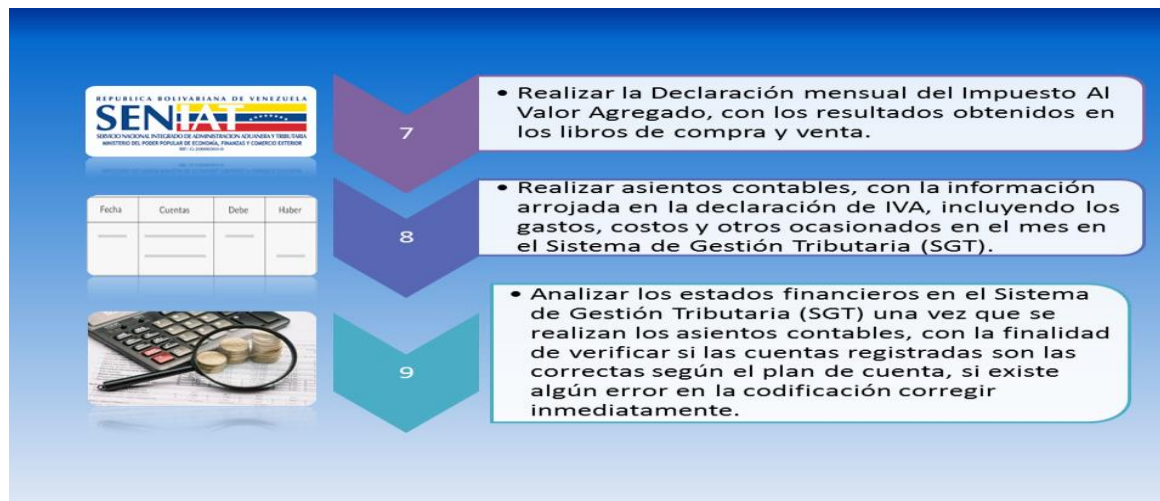 REPUBLICA BOLIVARIANA DE VENEZUELA
SENIAT
SERVICIO NACIONAL INTEGRADO DE ADMINISTRACION ADUANERA Y TRIBUTARIA
MINISTERIO DEL PODER POPULAR DE ECONOMÍA, FINANZAS Y COMERCIO EXTERIOR
7
• Realizar la Declaración mensual del Impuesto Al
Valor Agregado, con los resultados obtenidos en
los libros de compra y venta.
Fecha Cuentas Debe Haber
8
• Realizar asientos contables, con la información
arrojada en la declaración de IVA, incluyendo los
gastos, costos y otros ocasionados en el mes en
el Sistema de Gestión Tributaria (SGT).
9
• Analizar los estados financieros en el Sistema
de Gestión Tributaria (SGT) una vez que se
realizan los asientos contables, con la finalidad
de verificar si las cuentas registradas son las
correctas según el plan de cuenta, si existe
algún error en la codificación corregir
inmediatamente.